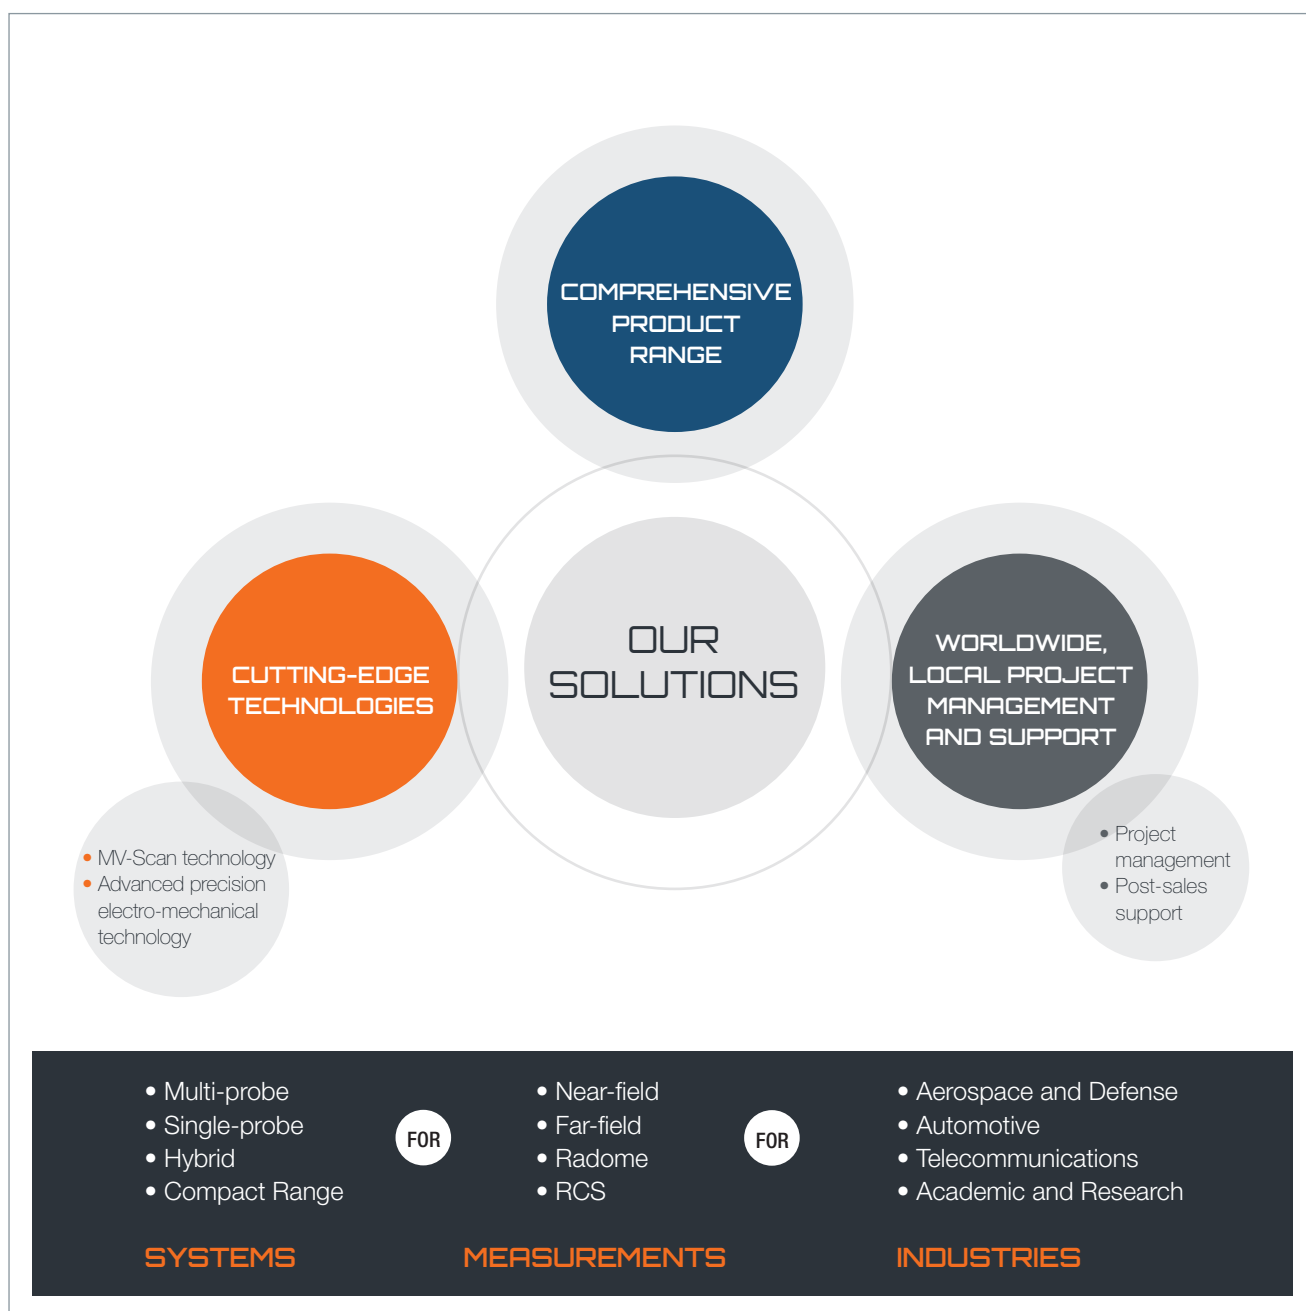 COMPREHENSIVE
PRODUCT
RANGE
OUR
SOLUTIONS
CUTTING-EDGE
TECHNOLOGIES
WORLDWIDE,
LOCAL PROJECT
MANAGEMENT
AND SUPPORT
• MV-Scan technology
• Advanced precision
electro-mechanical
technology
• Project
management
• Post-sales
support
• Multi-probe
• Single-probe
• Hybrid
• Compact Range
SYSTEMS
FOR
• Near-field
• Far-field
• Radome
• RCS
MEASUREMENTS
FOR
• Aerospace and Defense
• Automotive
• Telecommunications
• Academic and Research
INDUSTRIES